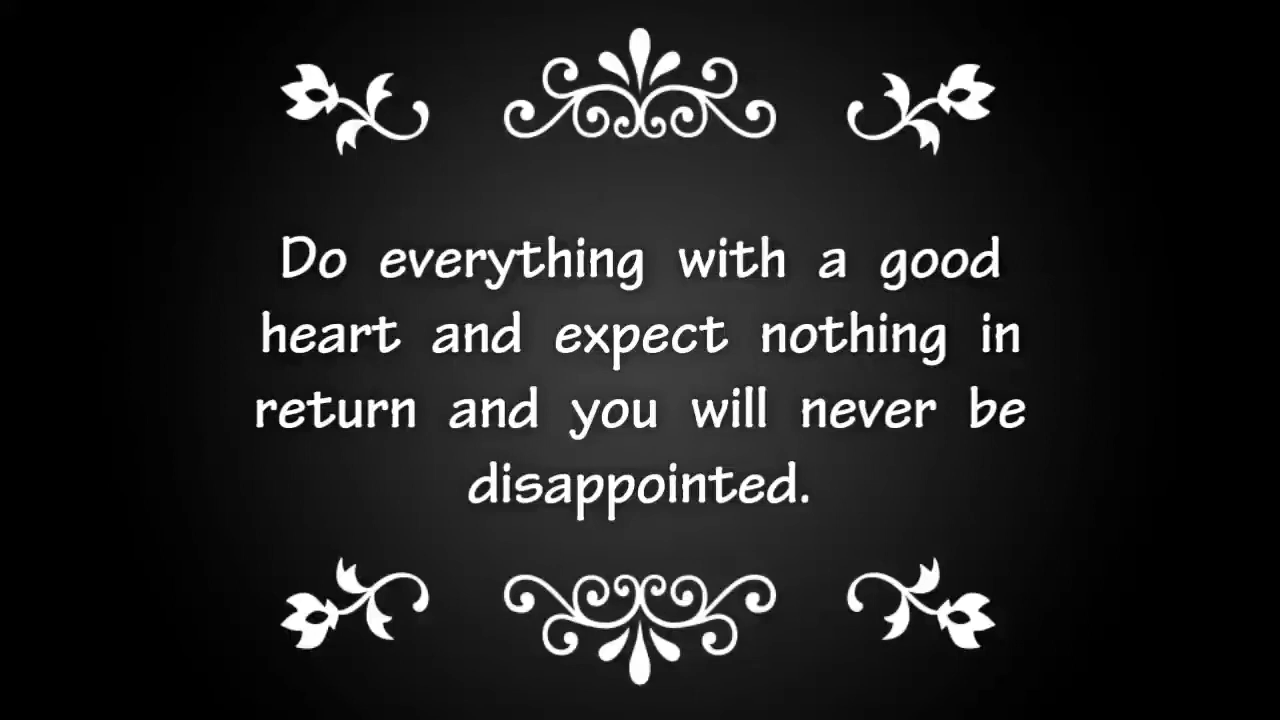 Do everything with a good
heart and expect nothing in
return and you will never be
disappointed.